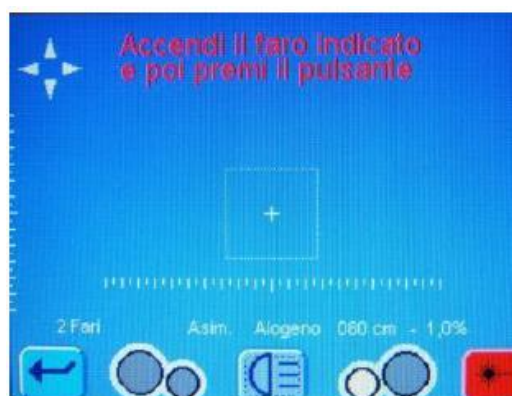 Accendi il faro indicato
e poi premi il pulsante
2 Fari Asim. Alogeno 060 cm - 1,0%